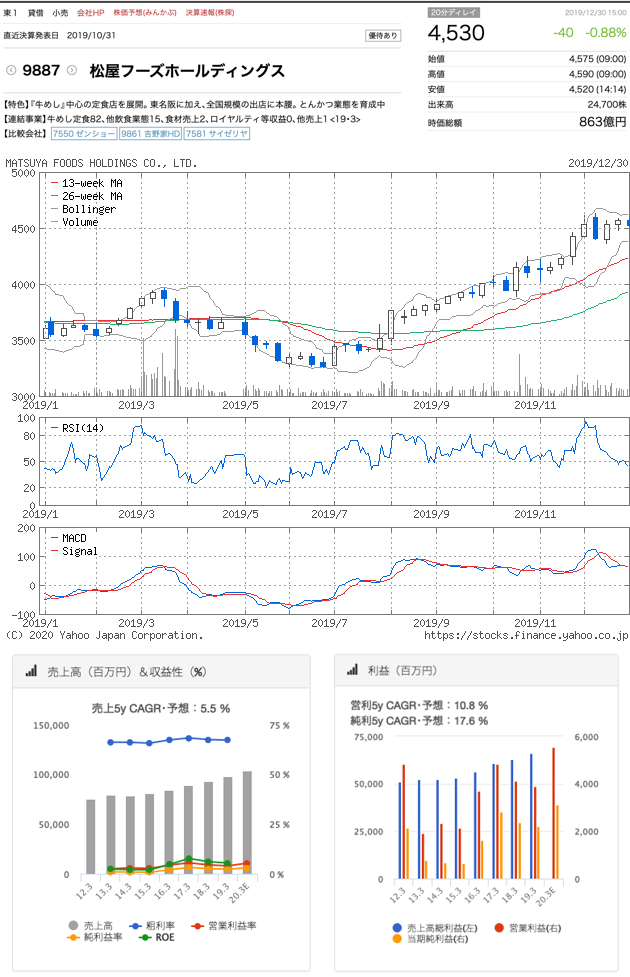 東１ 貸借 小売 会社HP 株価予想(みんかぶ) 決算速報(株探)
直近決算発表日 2019/10/31
優待あり
9887 松屋フーズホールディングス
20分ディレイ
2019/12/30 15:00
4,530 -40 -0.88%
始値 4,575 (09:00)
高値 4,590 (09:00)
安値 4,520 (14:14)
出来高 24,700株
時価総額 863億円
【特色】『牛めし』中心の定食店を展開。東名阪に加え、全国規模の出店に本腰。とんかつ業態を育成中
【連結事業】牛めし定食82、他飲食業態15、食材売上2、ロイヤルティ等収益0、他売上1 <19・3>
【比較会社】 7550 ゼンショー 9861 吉野家HD 7581 サイゼリヤ
MATSUYA FOODS HOLDINGS CO., LTD. 2019/12/30
13-week MA
26-week MA
Bollinger
Volume
5000
4500
4000
3500
3000
2019/1 2019/3 2019/5 2019/7 2019/9 2019/11
RSI(14)
100
80
50
20
0
2019/1 2019/3 2019/5 2019/7 2019/9 2019/11
MACD
Signal
200
100
0
-100
2019/1 2019/3 2019/5 2019/7 2019/9 2019/11
(C) 2020 Yahoo Japan Corporation. https://stocks.finance.yahoo.co.jp
売上高（百万円）＆収益性（%）
売上5y CAGR・予想：5.5 %
150,000 75 %
100,000 50 %
50,000 25 %
0 0 %
12.3 13.3 14.3 15.3 16.3 17.3 18.3 19.3 20.3E
売上高 粗利率 営業利益率
純利益率 ROE
利益（百万円）
営利5y CAGR・予想：10.8 %
純利5y CAGR・予想：17.6 %
75,000 6,000
50,000 4,000
25,000 2,000
0 0
12.3 13.3 14.3 15.3 16.3 17.3 18.3 19.3 20.3E
売上高総利益(左) 営業利益(右)
当期純利益(右)